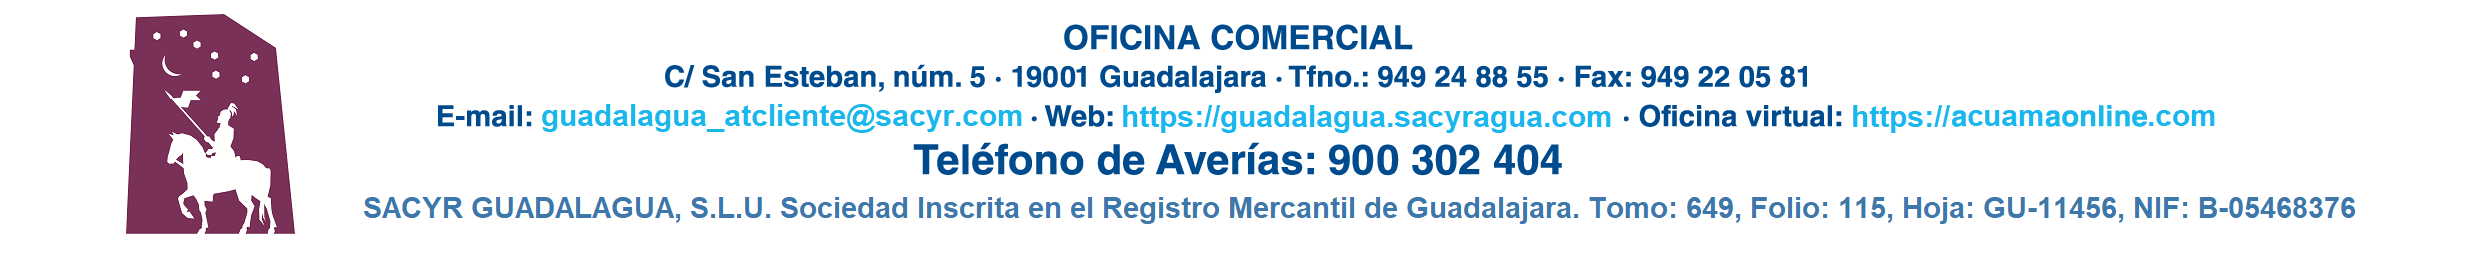 OFICINA COMERCIAL
C/ San Esteban, núm. 5 · 19001 Guadalajara · Tfno.: 949 24 88 55 · Fax: 949 22 05 81
E-mail: guadalagua_atcliente@sacyr.com · Web: https://guadalagua.sacyragua.com · Oficina virtual: https://acuamaonline.com
Teléfono de Averías: 900 302 404
SACYR GUADALAGUA, S.L.U. Sociedad Inscrita en el Registro Mercantil de Guadalajara. Tomo: 649, Folio: 115, Hoja: GU-11456, NIF: B-05468376